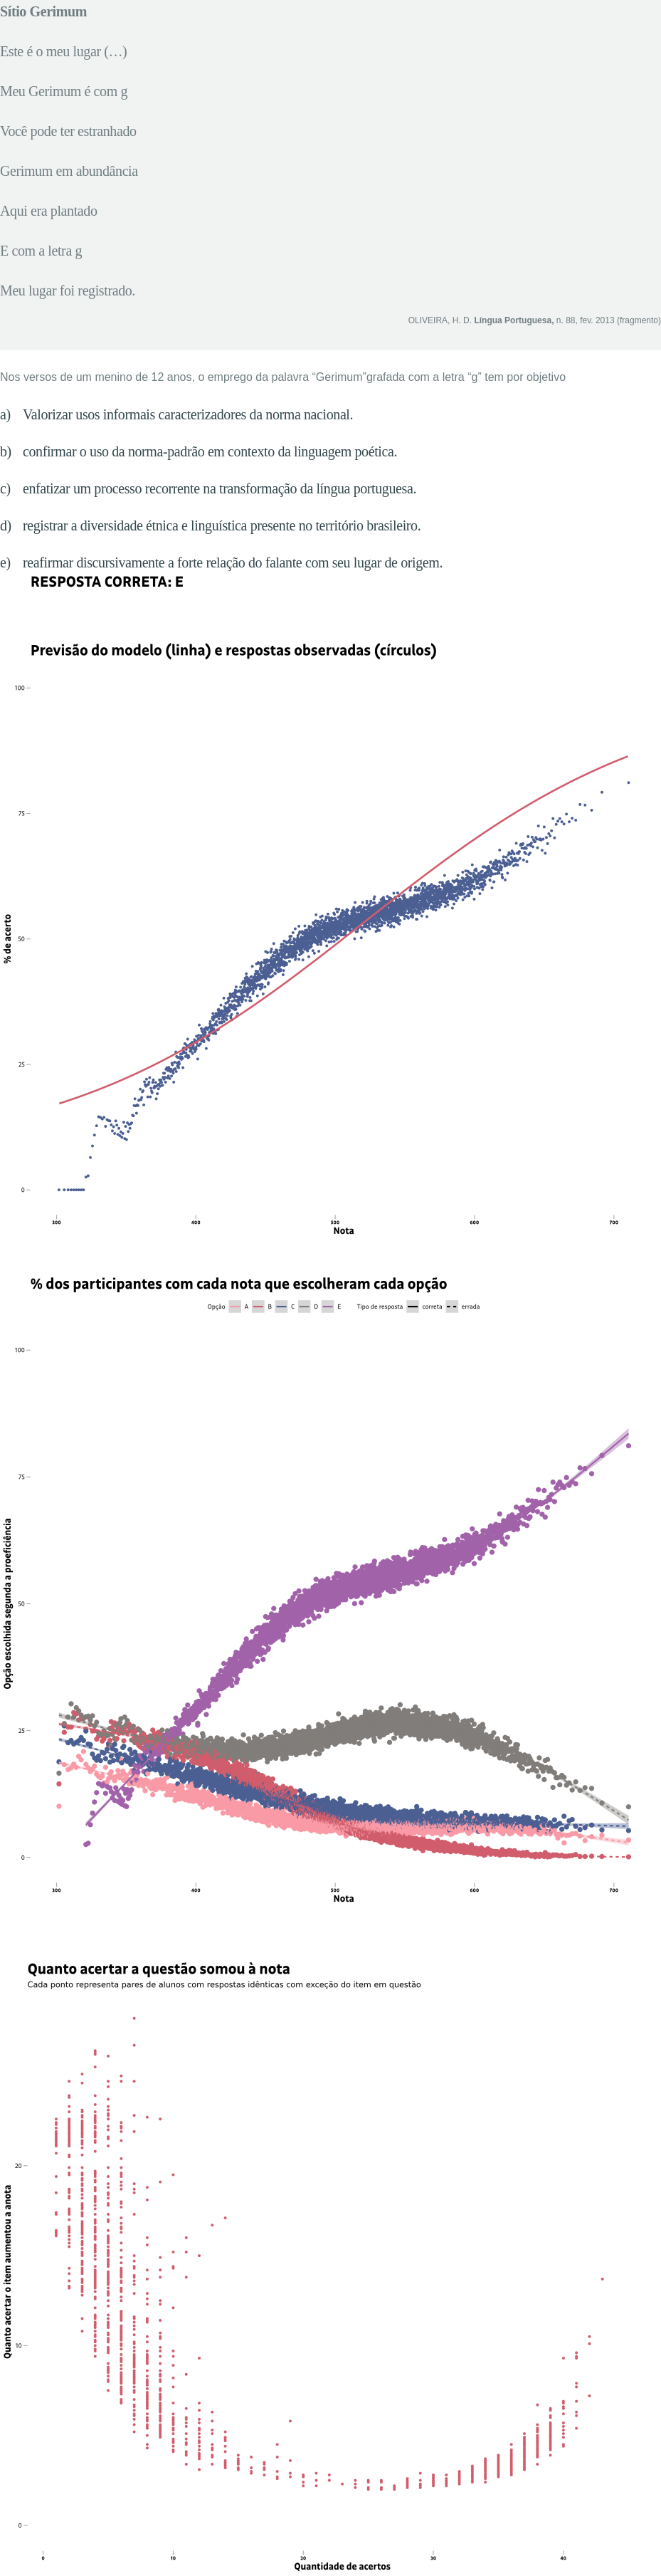 Sítio Gerimum
Este é o meu lugar (…)
Meu Gerimum é com g
Você pode ter estranhado
Gerimum em abundância
Aqui era plantado
E com a letra g
Meu lugar foi registrado.
OLIVEIRA, H. D. Língua Portuguesa, n. 88, fev. 2013 (fragmento)
Nos versos de um menino de 12 anos, o emprego da palavra “Gerimum”grafada com a letra “g” tem por objetivo
a) Valorizar usos informais caracterizadores da norma nacional.
b) confirmar o uso da norma-padrão em contexto da linguagem poética.
c) enfatizar um processo recorrente na transformação da língua portuguesa.
d) registrar a diversidade étnica e linguística presente no território brasileiro.
e) reafirmar discursivamente a forte relação do falante com seu lugar de origem.
RESPOSTA CORRETA: E
Previsão do modelo (linha) e respostas observadas (círculos)
100
75
50
25
0
% de acerto
300 400 500 600 700
Nota
% dos participantes com cada nota que escolheram cada opção
Opção A B C D E Tipo de resposta correta errada
100
75
50
25
0
Opção escolhida segunda a proeficiência
300 400 500 600 700
Nota
Quanto acertar a questão somou à nota
Cada ponto representa pares de alunos com respostas idênticas com exceção do item em questão
20
10
0
Quanto acertar o item aumentou a anota
0 10 20 30 40
Quantidade de acertos